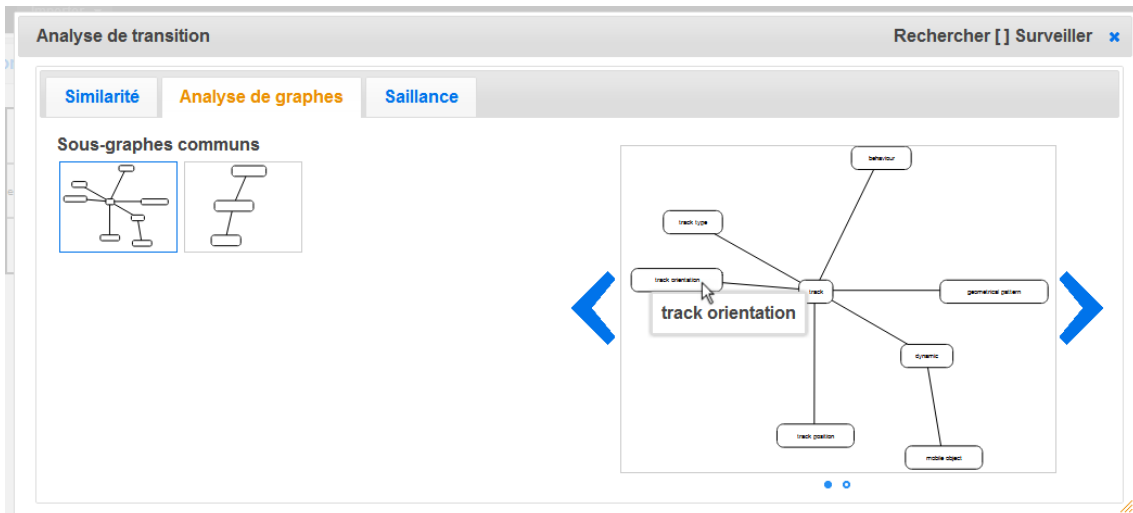 Analyse de transition
Rechercher [ ] Surveiller ×
Similarité
Analyse de graphes
Saillance
Sous-graphes communs
behaviour
track type
track orientation
track
geometrical pattern
track orientation
dynamic
track position
mobile object